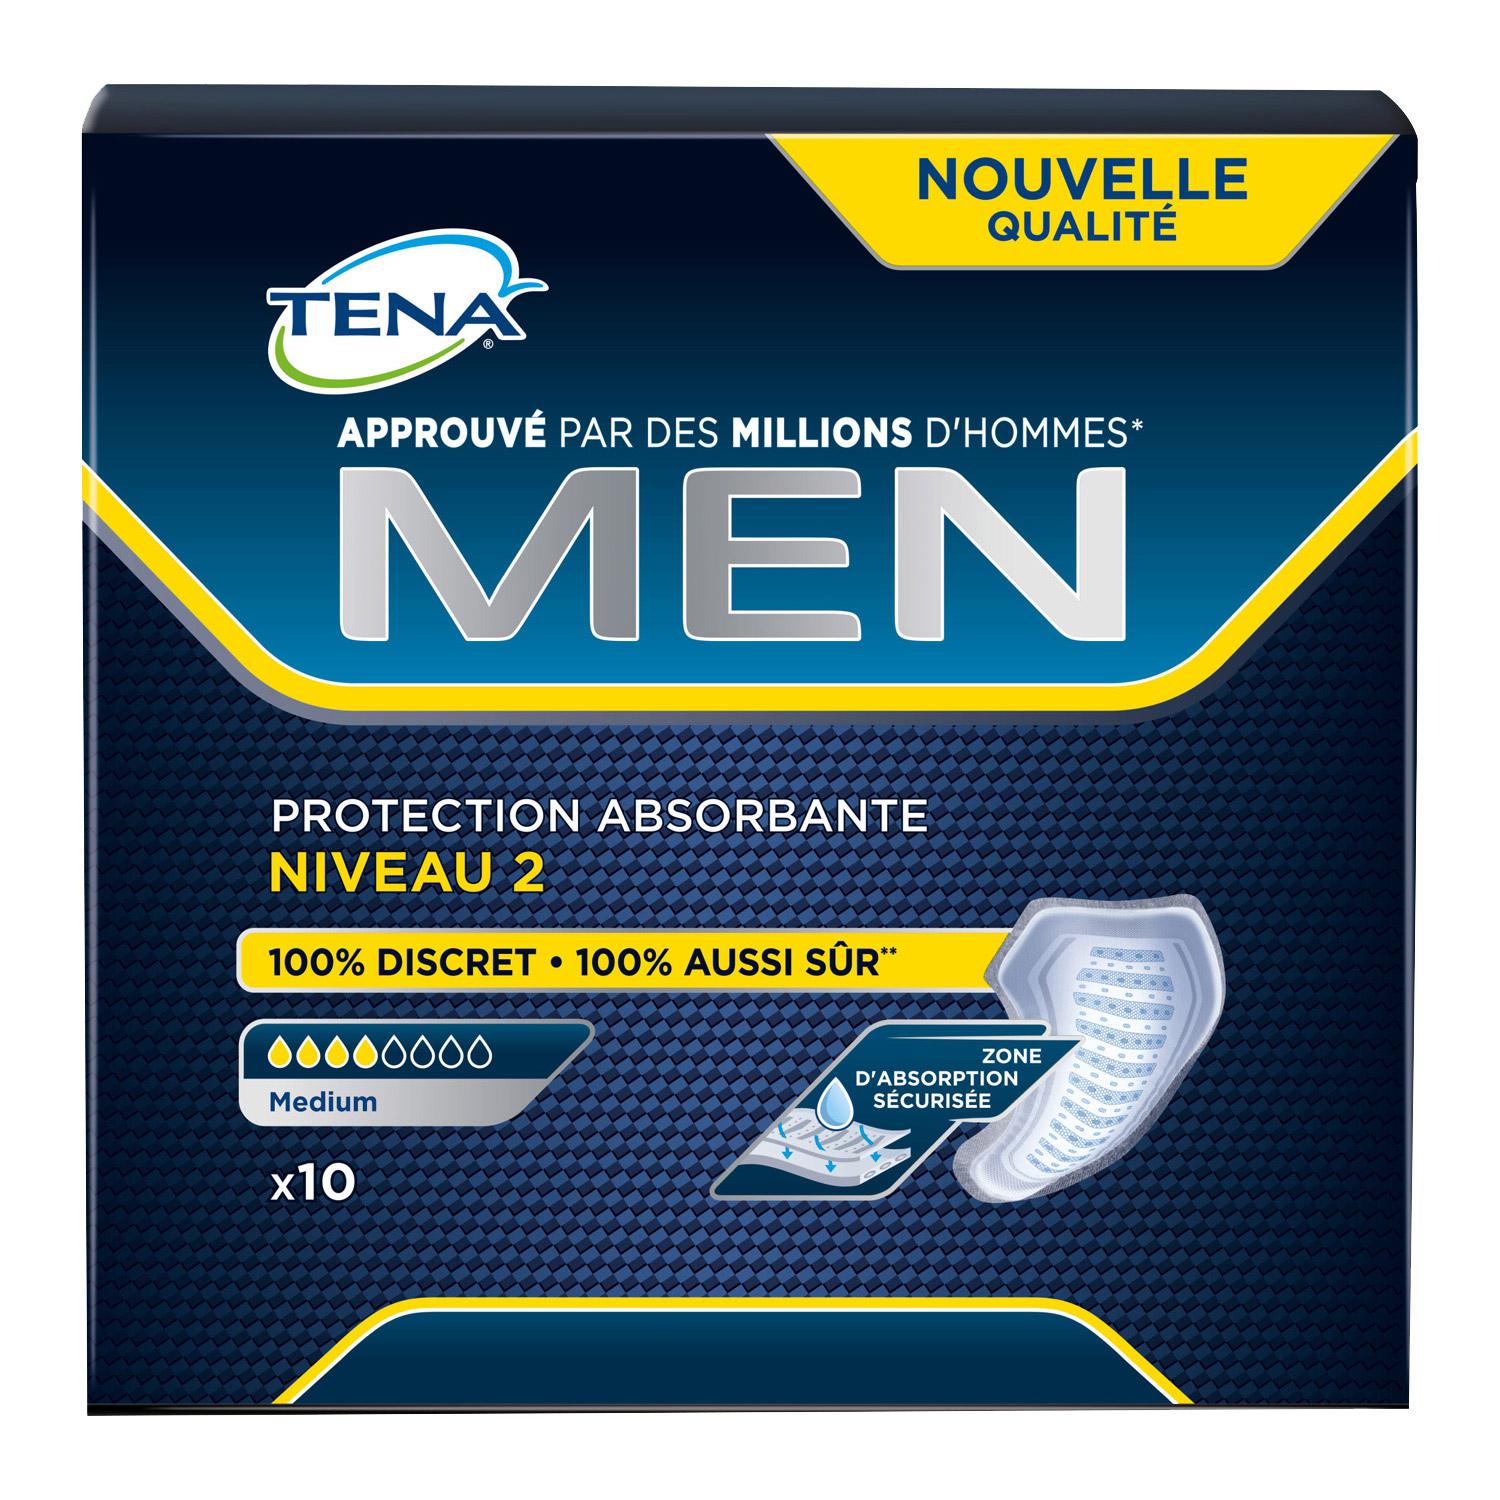 NOUVELLE
QUALITÉ
TENA®
APPROUVÉ PAR DES MILLIONS D'HOMMES*
MEN
PROTECTION ABSORBANTE
NIVEAU 2
100% DISCRET • 100% AUSSI SÛR**
Medium
ZONE
D'ABSORPTION
SÉCURISÉE
x10